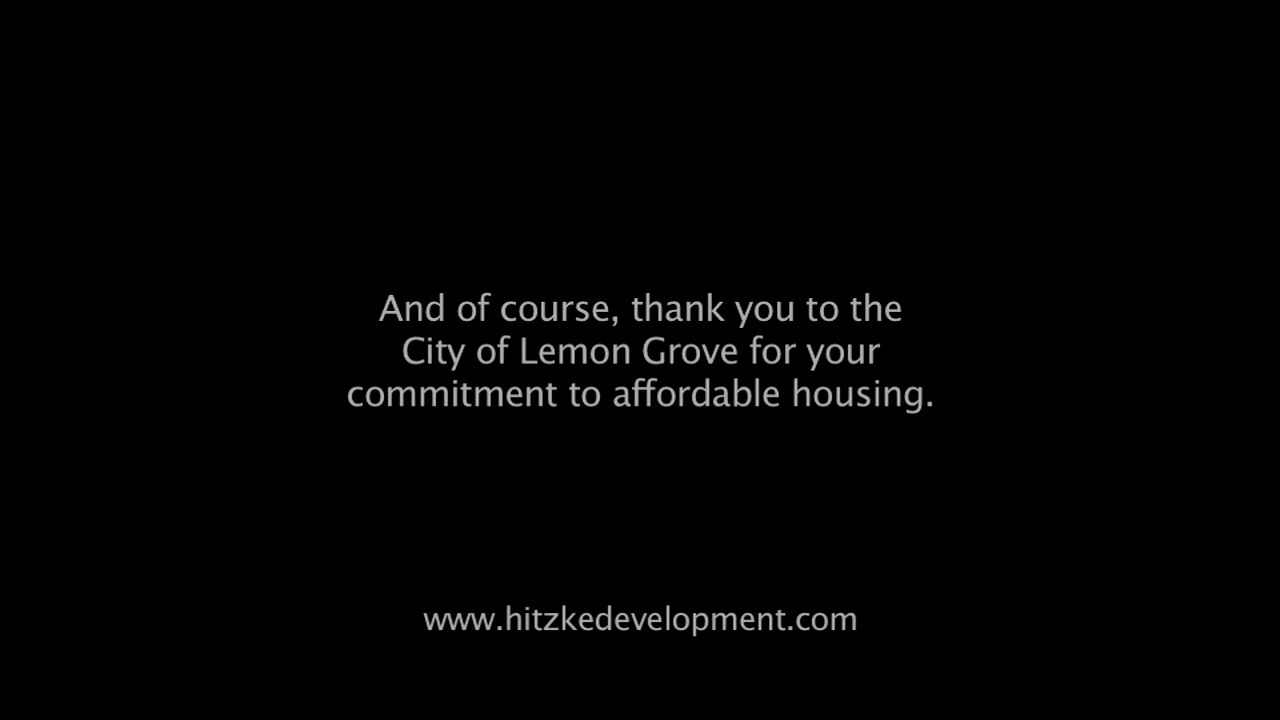 And of course, thank you to the
City of Lemon Grove for your
commitment to affordable housing.
www.hitzkedevelopment.com